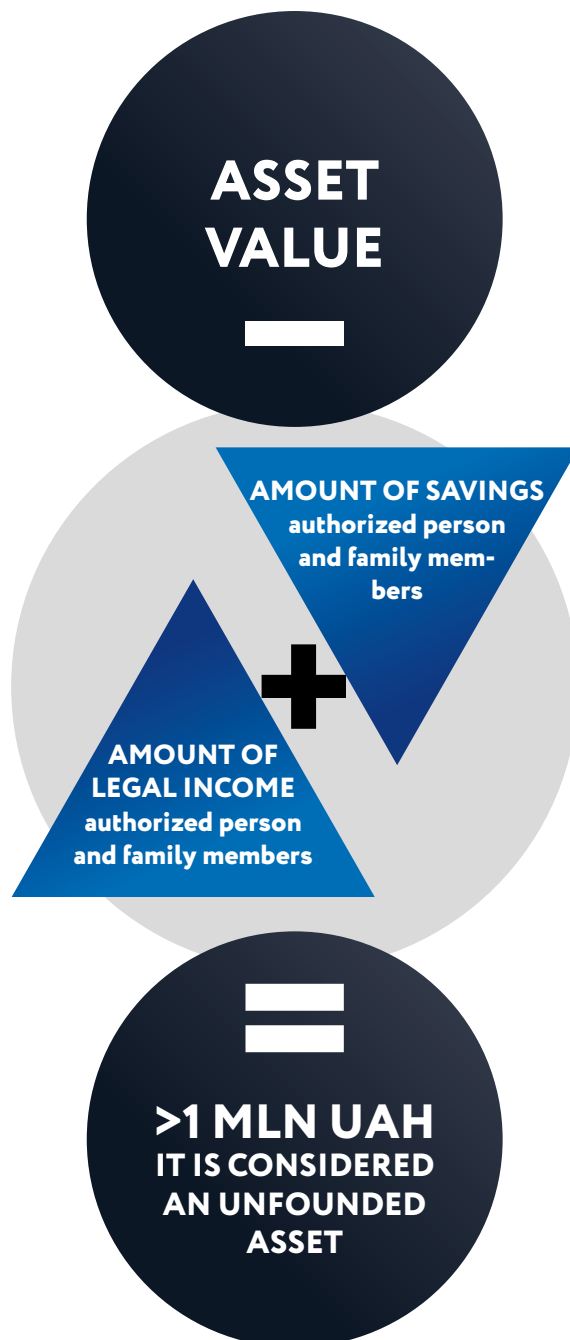 ASSET
VALUE
AMOUNT OF SAVINGS
authorized person
and family mem-
bers
AMOUNT OF
LEGAL INCOME
authorized person
and family members
>1 MLN UAH
IT IS CONSIDERED
AN UNFOUNDED
ASSET